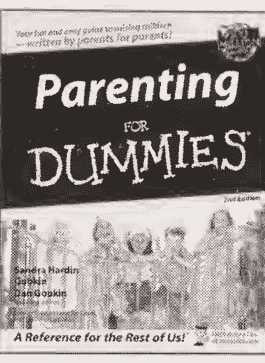 Your fun and easy guide to raising children
— written by parents for parents!
Parenting
FOR
DUMMIES
2nd Edition
Sandra Hardin
Gookin
Dan Gookin
A Reference for the Rest of Us!